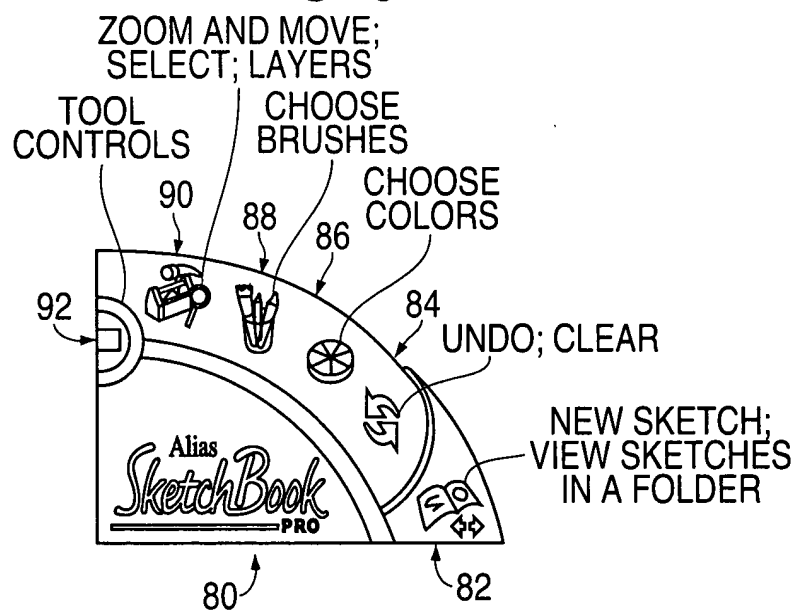 ZOOM AND MOVE;
SELECT; LAYERS
TOOL
CONTROLS
CHOOSE
BRUSHES
CHOOSE
COLORS
90
88
86
84
92
UNDO; CLEAR
NEW SKETCH;
VIEW SKETCHES
IN A FOLDER
Alias
SketchBook
PRO
80
82